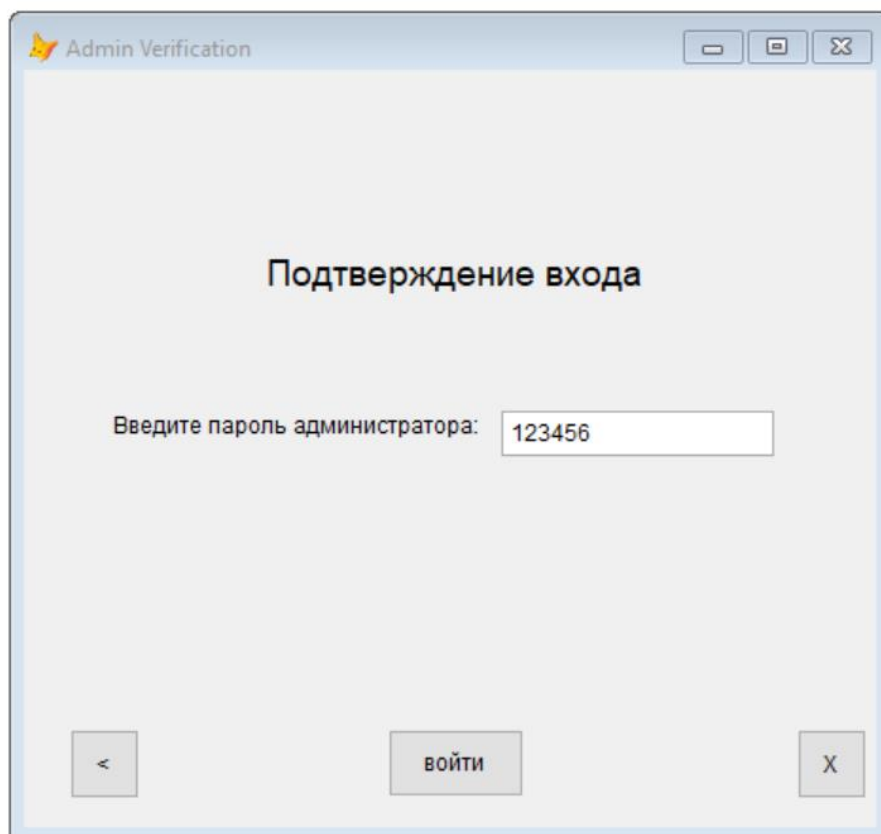 Admin Verification
Подтверждение входа
Введите пароль администратора: 123456
< войти X